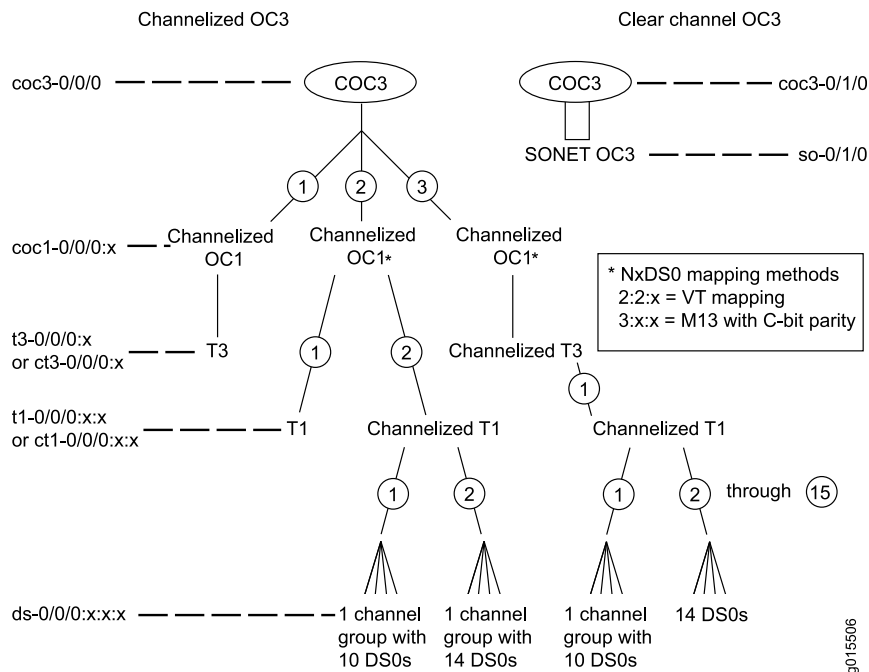 Channelized OC3
Clear channel OC3
coc3-0/0/0
COC3
COC3
coc3-0/1/0
SONET OC3
so-0/1/0
1
2
3
coc1-0/0/0:x
Channelized
OC1
Channelized
OC1*
Channelized
OC1*
* NxDS0 mapping methods
2:2:x = VT mapping
3:x:x = M13 with C-bit parity
t3-0/0/0:x
or ct3-0/0/0:x
T3
1
2
Channelized T3
1
t1-0/0/0:x:x
or ct1-0/0/0:x:x
T1
Channelized T1
Channelized T1
1
2
1
2
through
15
ds-0/0/0:x:x:x
1 channel
group with
10 DS0s
1 channel
group with
14 DS0s
1 channel
group with
10 DS0s
14 DS0s
g015506